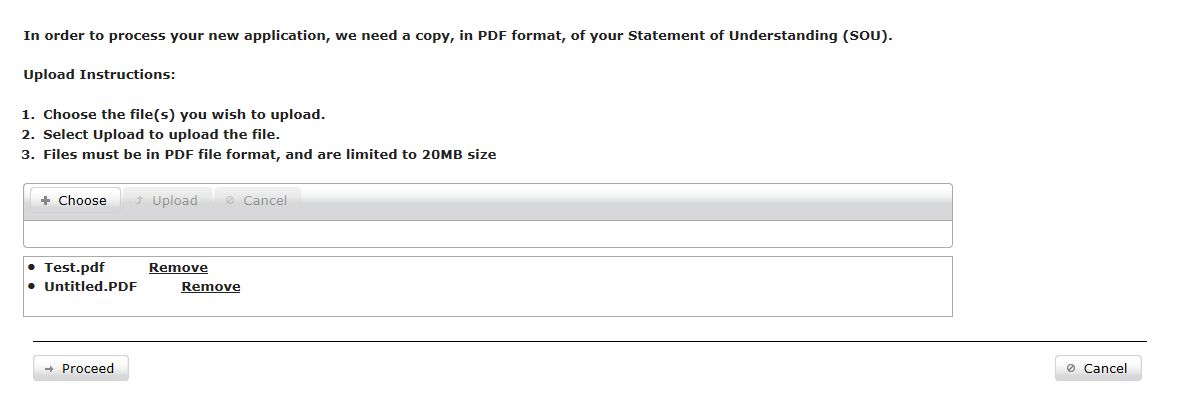 In order to process your new application, we need a copy, in PDF format, of your Statement of Understanding (SOU).
Upload Instructions:
1. Choose the file(s) you wish to upload.
2. Select Upload to upload the file.
3. Files must be in PDF file format, and are limited to 20MB size
Choose Upload Cancel
Test.pdf Remove
Untitled.PDF Remove
Proceed Cancel